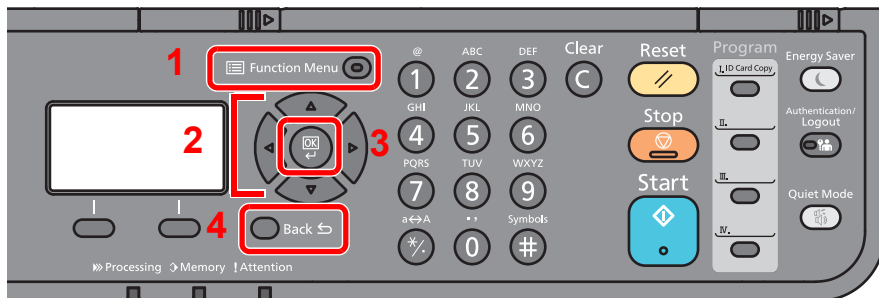 1
Function Menu
2
OK
3
4
Back
Processing
Memory
! Attention
@
ABC
DEF
Clear
1
2
3
C
GHI
JKL
MNO
4
5
6
PQRS
TUV
WXYZ
7
8
9
a↔A
.,
Symbols
*/.
0
#
Reset
Stop
Start
Program
I. ID Card Copy
II.
III.
IV.
Energy Saver
Authentication/
Logout
Quiet Mode